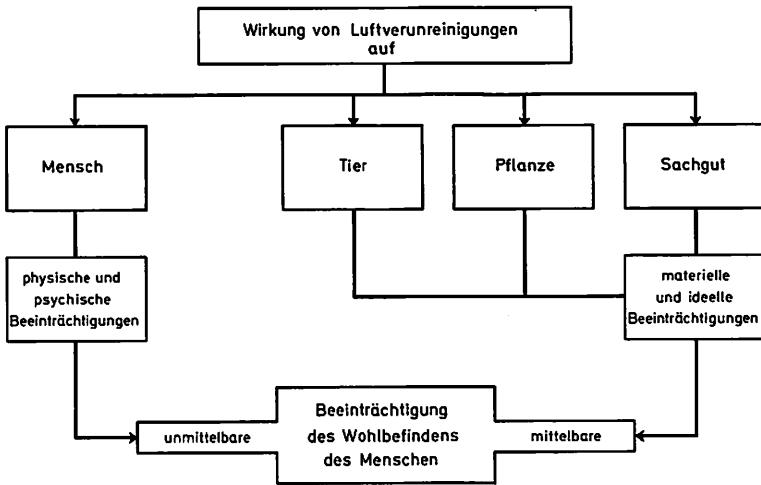 Wirkung von Luftverunreinigungen
auf
Mensch
Tier
Pflanze
Sachgut
physische und
psychische
Beeinträchtigungen
materielle
und ideelle
Beeinträchtigungen
Beeinträchtigung
unmittelbare
des Wohlbefindens
mittelbare
des Menschen